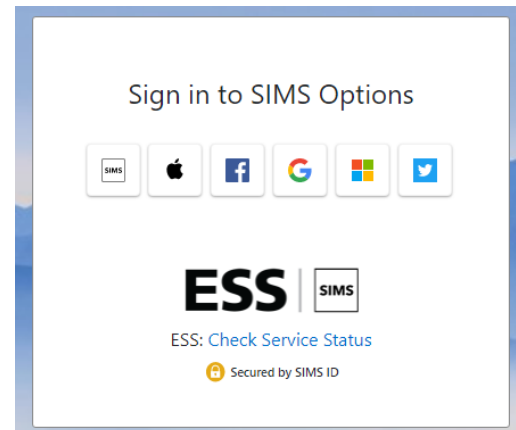 Sign in to SIMS Options
SIMS
ESS SIMS
ESS: Check Service Status
Secured by SIMS ID